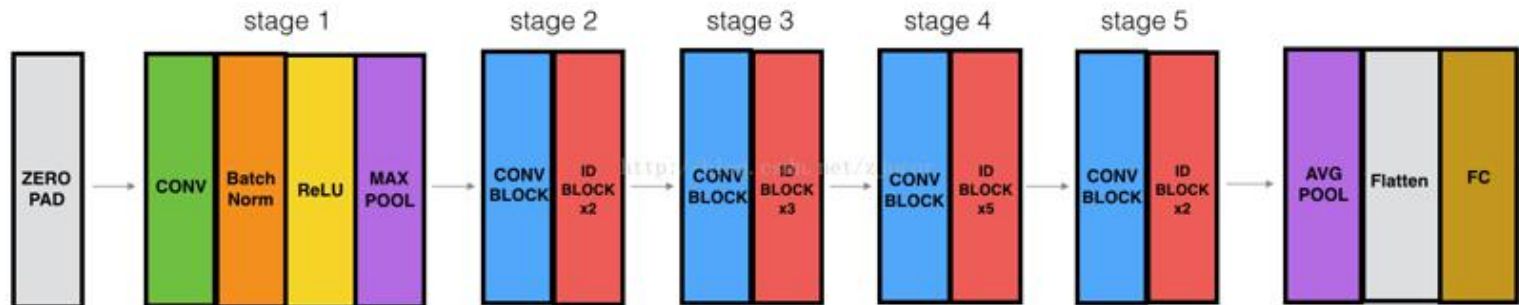 stage 1
stage 2
stage 3
stage 4
stage 5
ZERO
PAD
CONV
Batch
Norm
ReLU
MAX
POOL
CONV
BLOCK
ID
BLOCK
x2
CONV
BLOCK
ID
BLOCK
x3
CONV
BLOCK
ID
BLOCK
x5
CONV
BLOCK
ID
BLOCK
x2
AVG
POOL
Flatten
FC